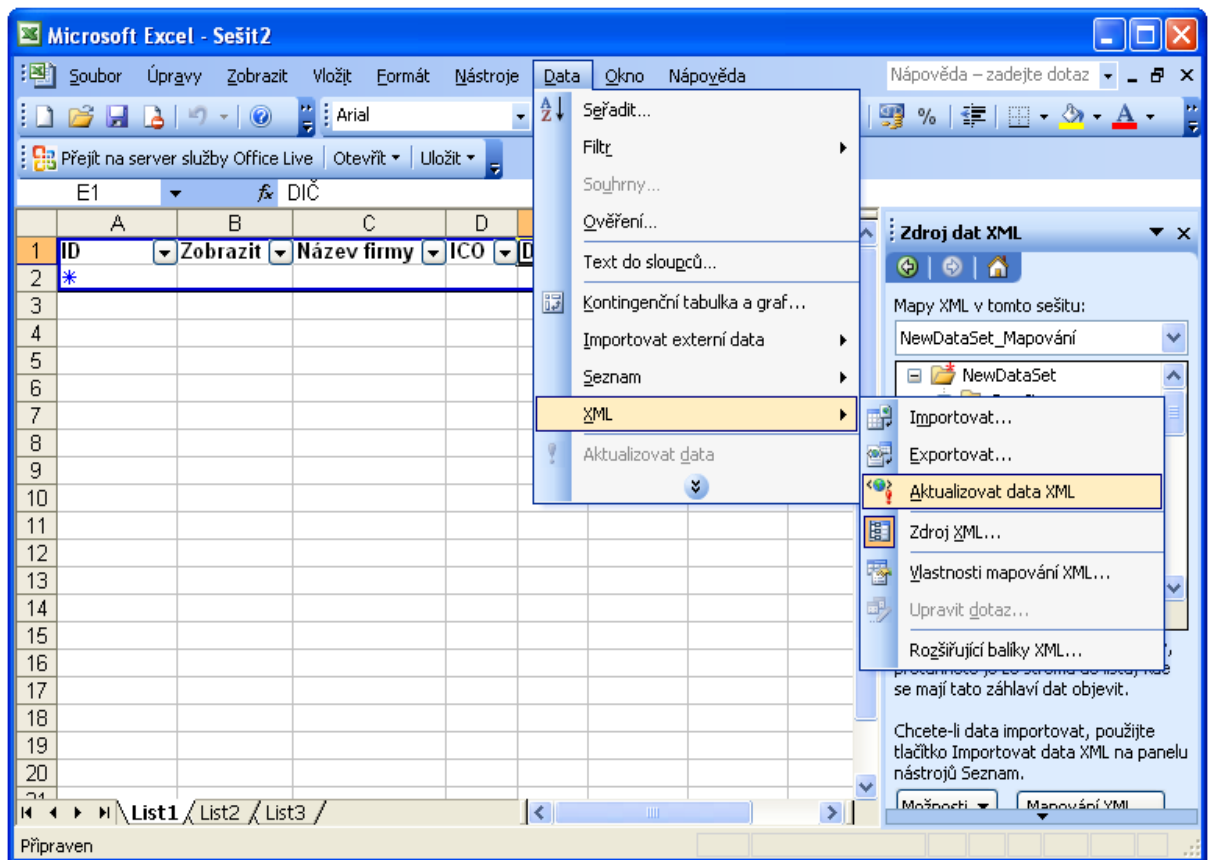 Microsoft Excel - Sešit2
Soubor Úpravy Zobrazit Vložit Formát Nástroje Data Okno Nápověda Nápověda – zadejte dotaz
Arial
% A
Přejít na server služby Office Live Otevřít Uložit
E1 fx DIČ
A B C D
1 ID Zobrazit Název firmy ICO D
2 *
3
4
5
6
7
8
9
10
11
12
13
14
15
16
17
18
19
20
21
List1 List2 List3
Připraven
Seřadit...
Filtr
Souhrny...
Ověření...
Text do sloupců...
Kontingenční tabulka a graf...
Importovat externí data
Seznam
XML
Aktualizovat data
Importovat...
Exportovat...
Aktualizovat data XML
Zdroj XML...
Vlastnosti mapování XML...
Upravit dotaz...
Rozšiřující balíky XML...
Zdroj dat XML
Mapy XML v tomto sešitu:
NewDataSet_Mapování
NewDataSet
se mají tato záhlaví dat objevit.
Chcete-li data importovat, použijte
tlačítko Importovat data XML na panelu
nástrojů Seznam.
Možnosti Mapování XML